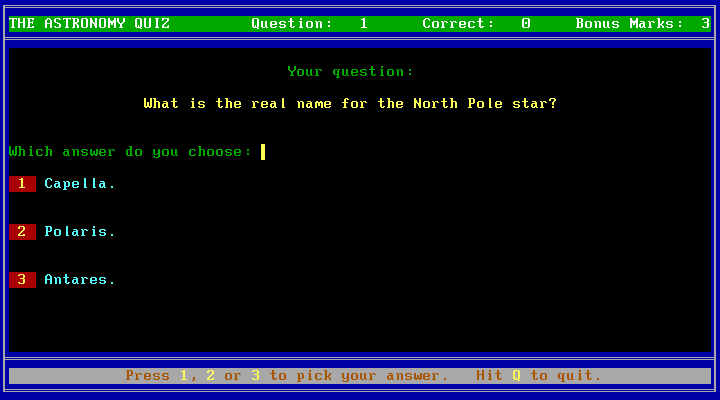 THE ASTRONOMY QUIZ Question: 1 Correct: 0 Bonus Marks: 3
Your question:
What is the real name for the North Pole star?
Which answer do you choose:
1 Capella.
2 Polaris.
3 Antares.
Press 1, 2 or 3 to pick your answer. Hit Q to quit.